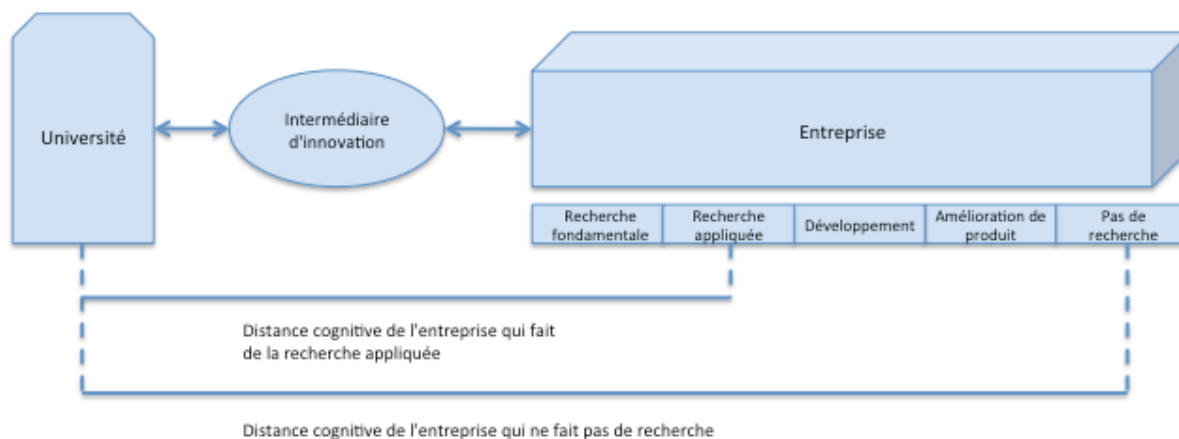 Université
Intermédiaire
d'innovation
Entreprise
Recherche
fondamentale
Recherche
appliquée
Développement
Amélioration de
produit
Pas de
recherche
Distance cognitive de l'entreprise qui fait
de la recherche appliquée
Distance cognitive de l'entreprise qui ne fait pas de recherche